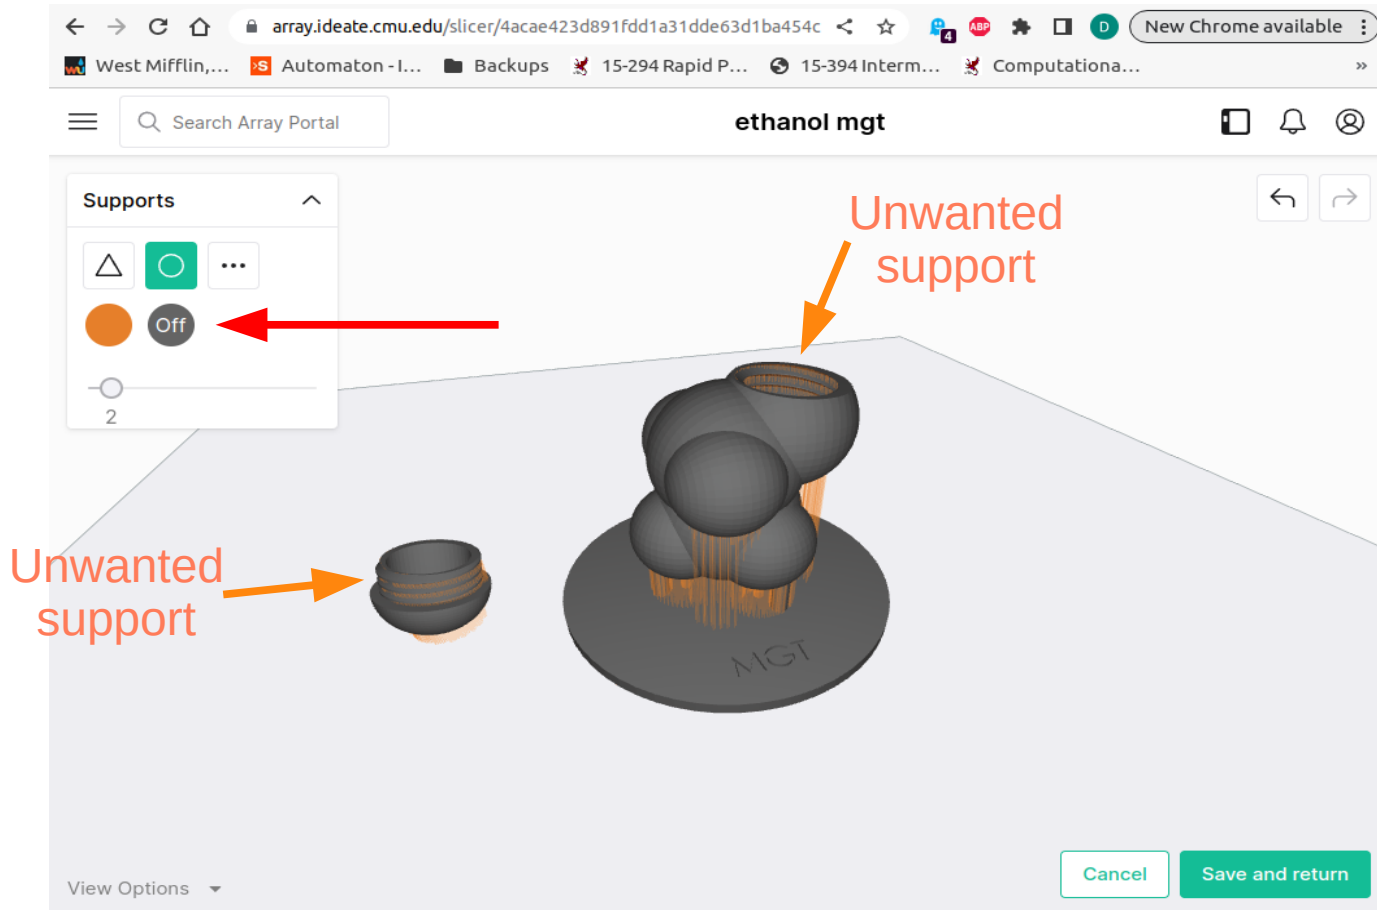 array.ideate.cmu.edu/slicer/4acae423d891fdd1a31dde63d1ba454c
4
ABP
D
New Chrome available
West Mifflin,...
>S Automaton - I...
Backups
15-294 Rapid P...
15-394 Interm...
Computationa...
»
Search Array Portal
ethanol mgt
Supports
...
Off
2
Unwanted
support
Unwanted
support
MGT
View Options
Cancel
Save and return